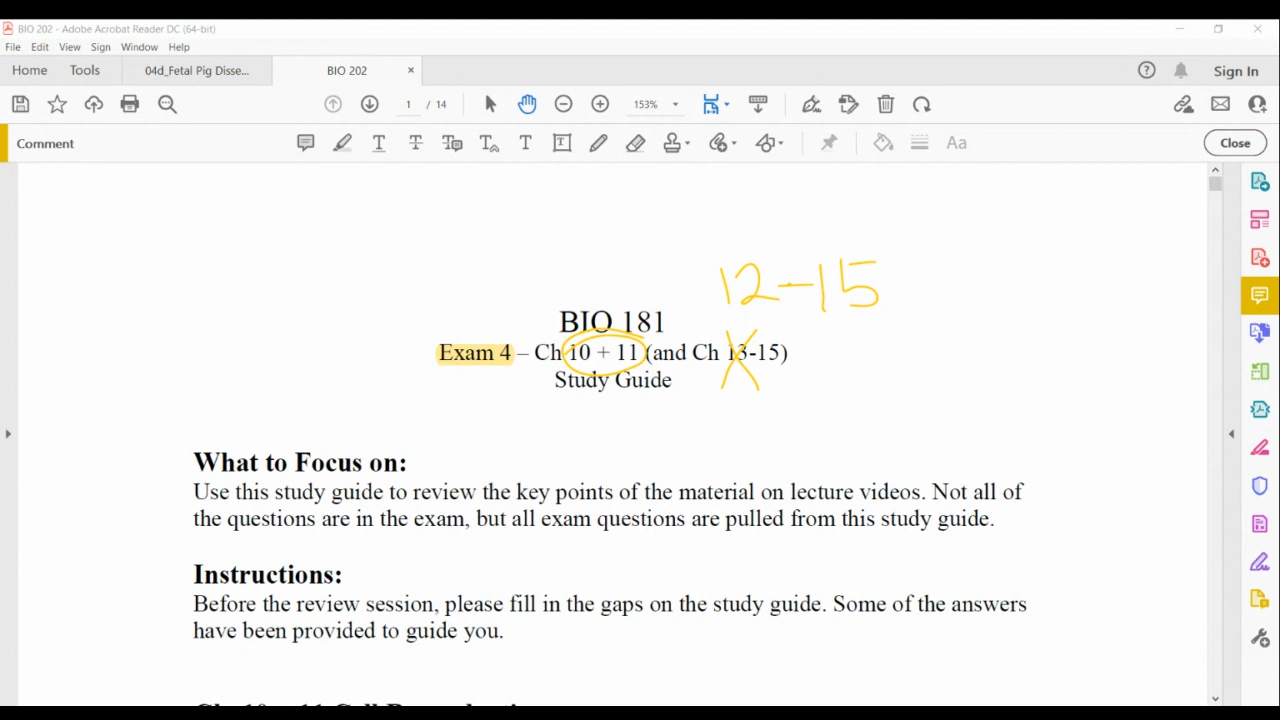 BIO 202 - Adobe Acrobat Reader DC (64-bit)
File Edit View Sign Window Help
Home Tools 04d_Fetal Pig Disse... BIO 202 × Sign In
1 / 14 153%
Comment Aa Close
12-15
BIO 181
Exam 4 – Ch 10 + 11 (and Ch 13-15)
Study Guide
What to Focus on:
Use this study guide to review the key points of the material on lecture videos. Not all of
the questions are in the exam, but all exam questions are pulled from this study guide.
Instructions:
Before the review session, please fill in the gaps on the study guide. Some of the answers
have been provided to guide you.